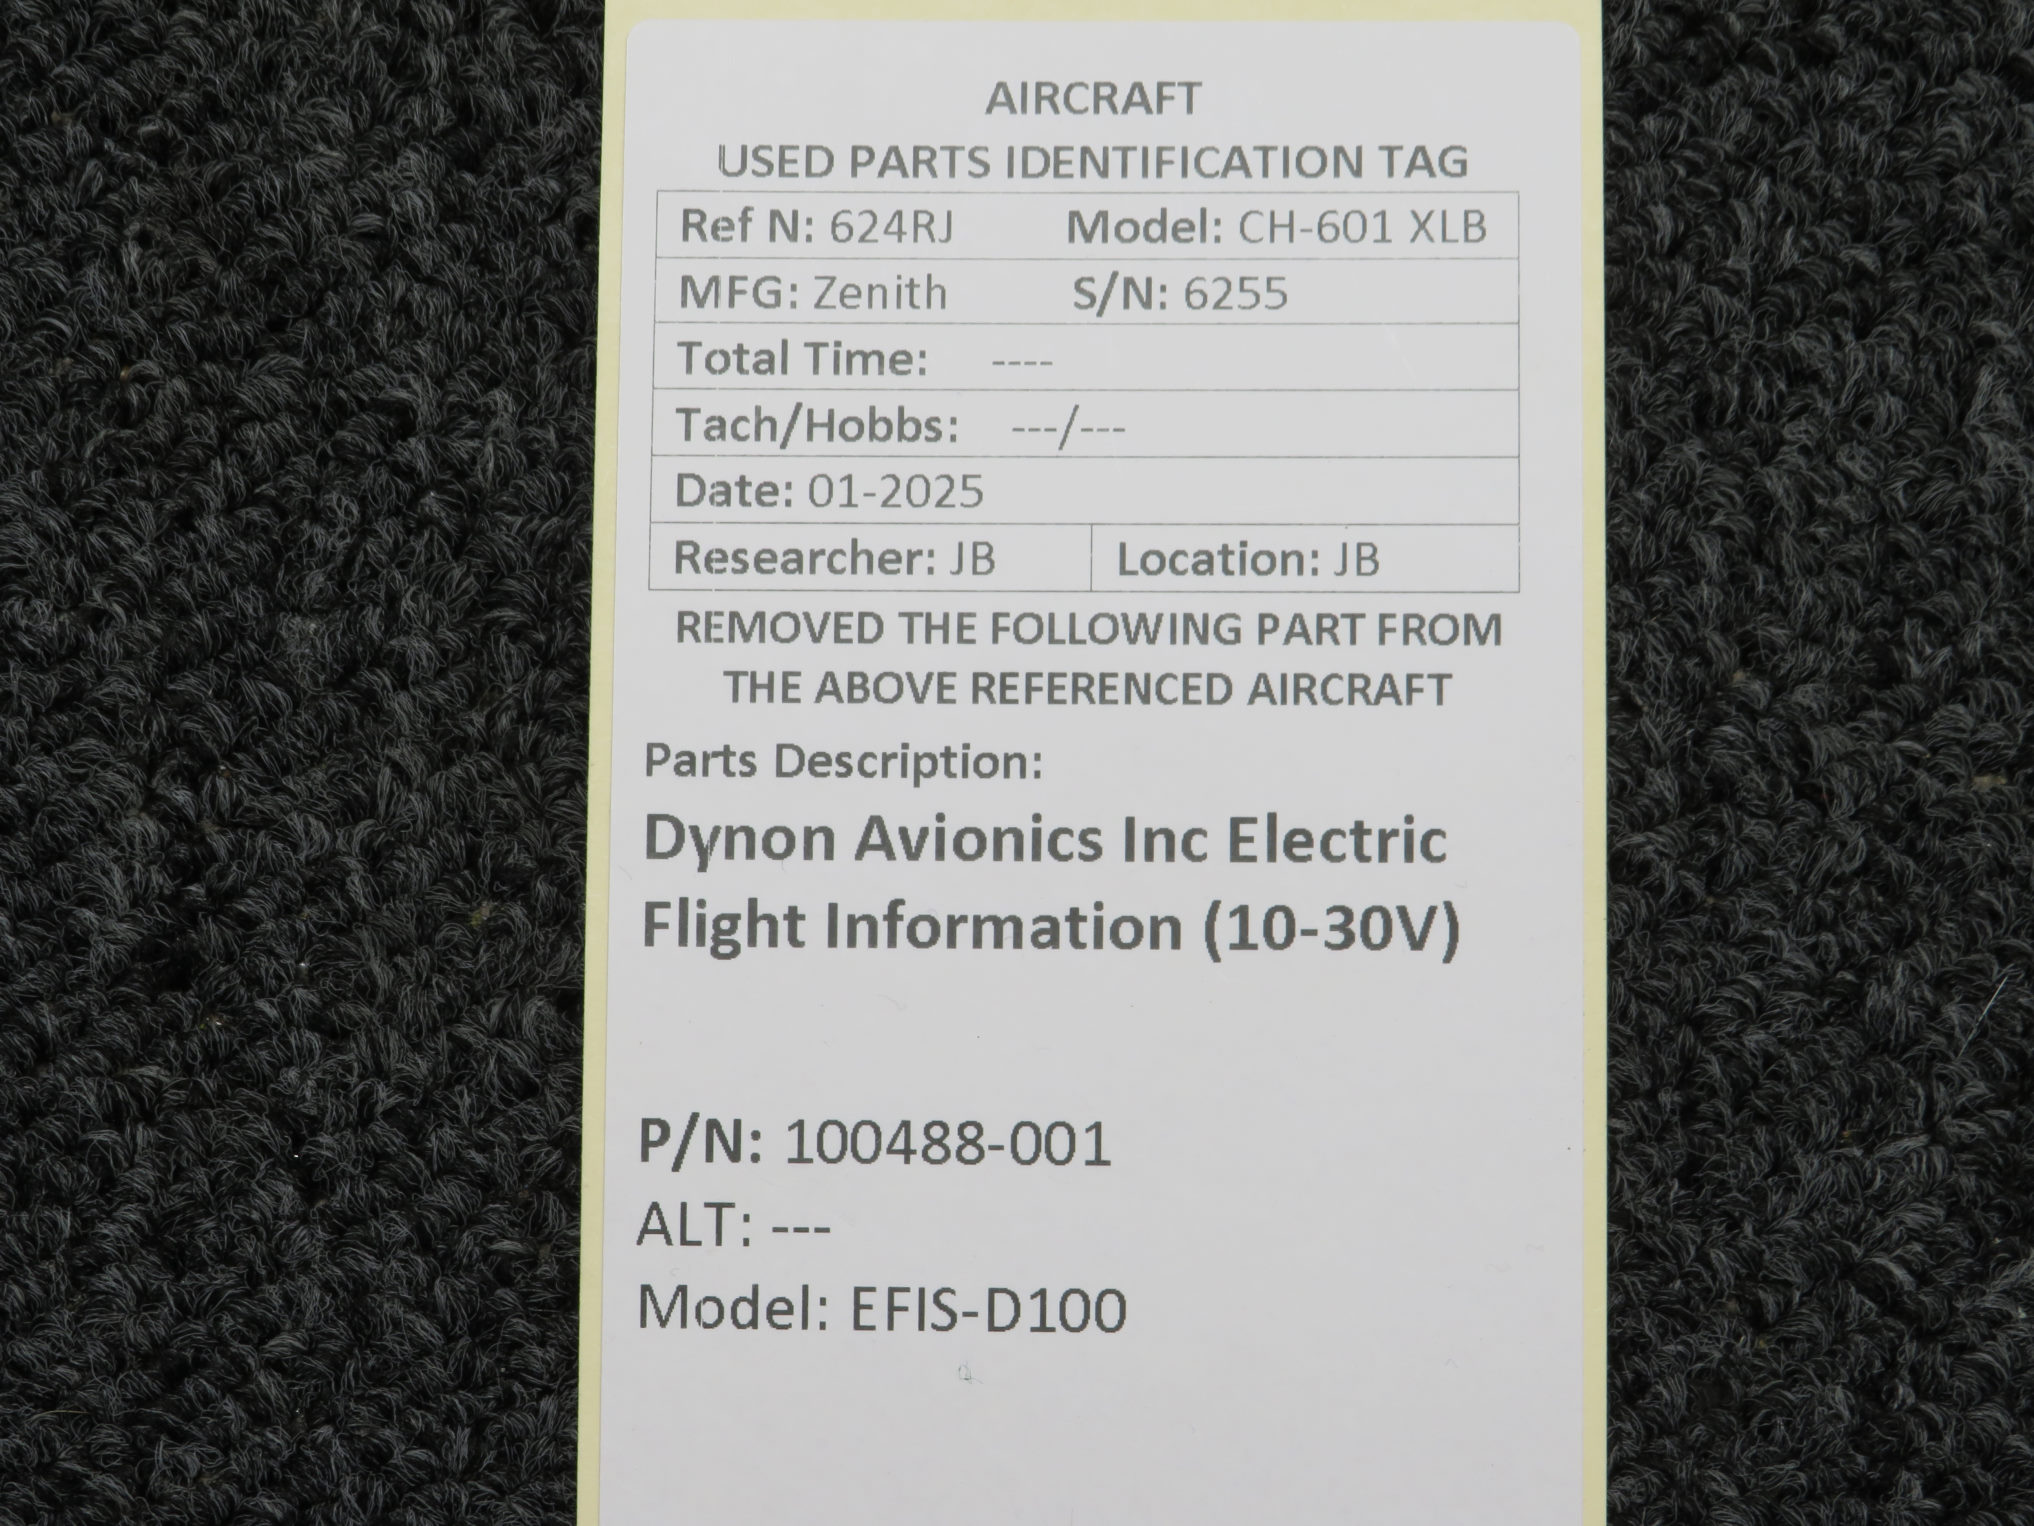 AIRCRAFT
USED PARTS IDENTIFICATION TAG
Ref N: 624RJ Model: CH-601 XLB
MFG: Zenith S/N: 6255
Total Time: ----
Tach/Hobbs: ---/---
Date: 01-2025
Researcher: JB Location: JB
REMOVED THE FOLLOWING PART FROM
THE ABOVE REFERENCED AIRCRAFT
Parts Description:
Dynon Avionics Inc Electric
Flight Information (10-30V)
P/N: 100488-001
ALT: ---
Model: EFIS-D100